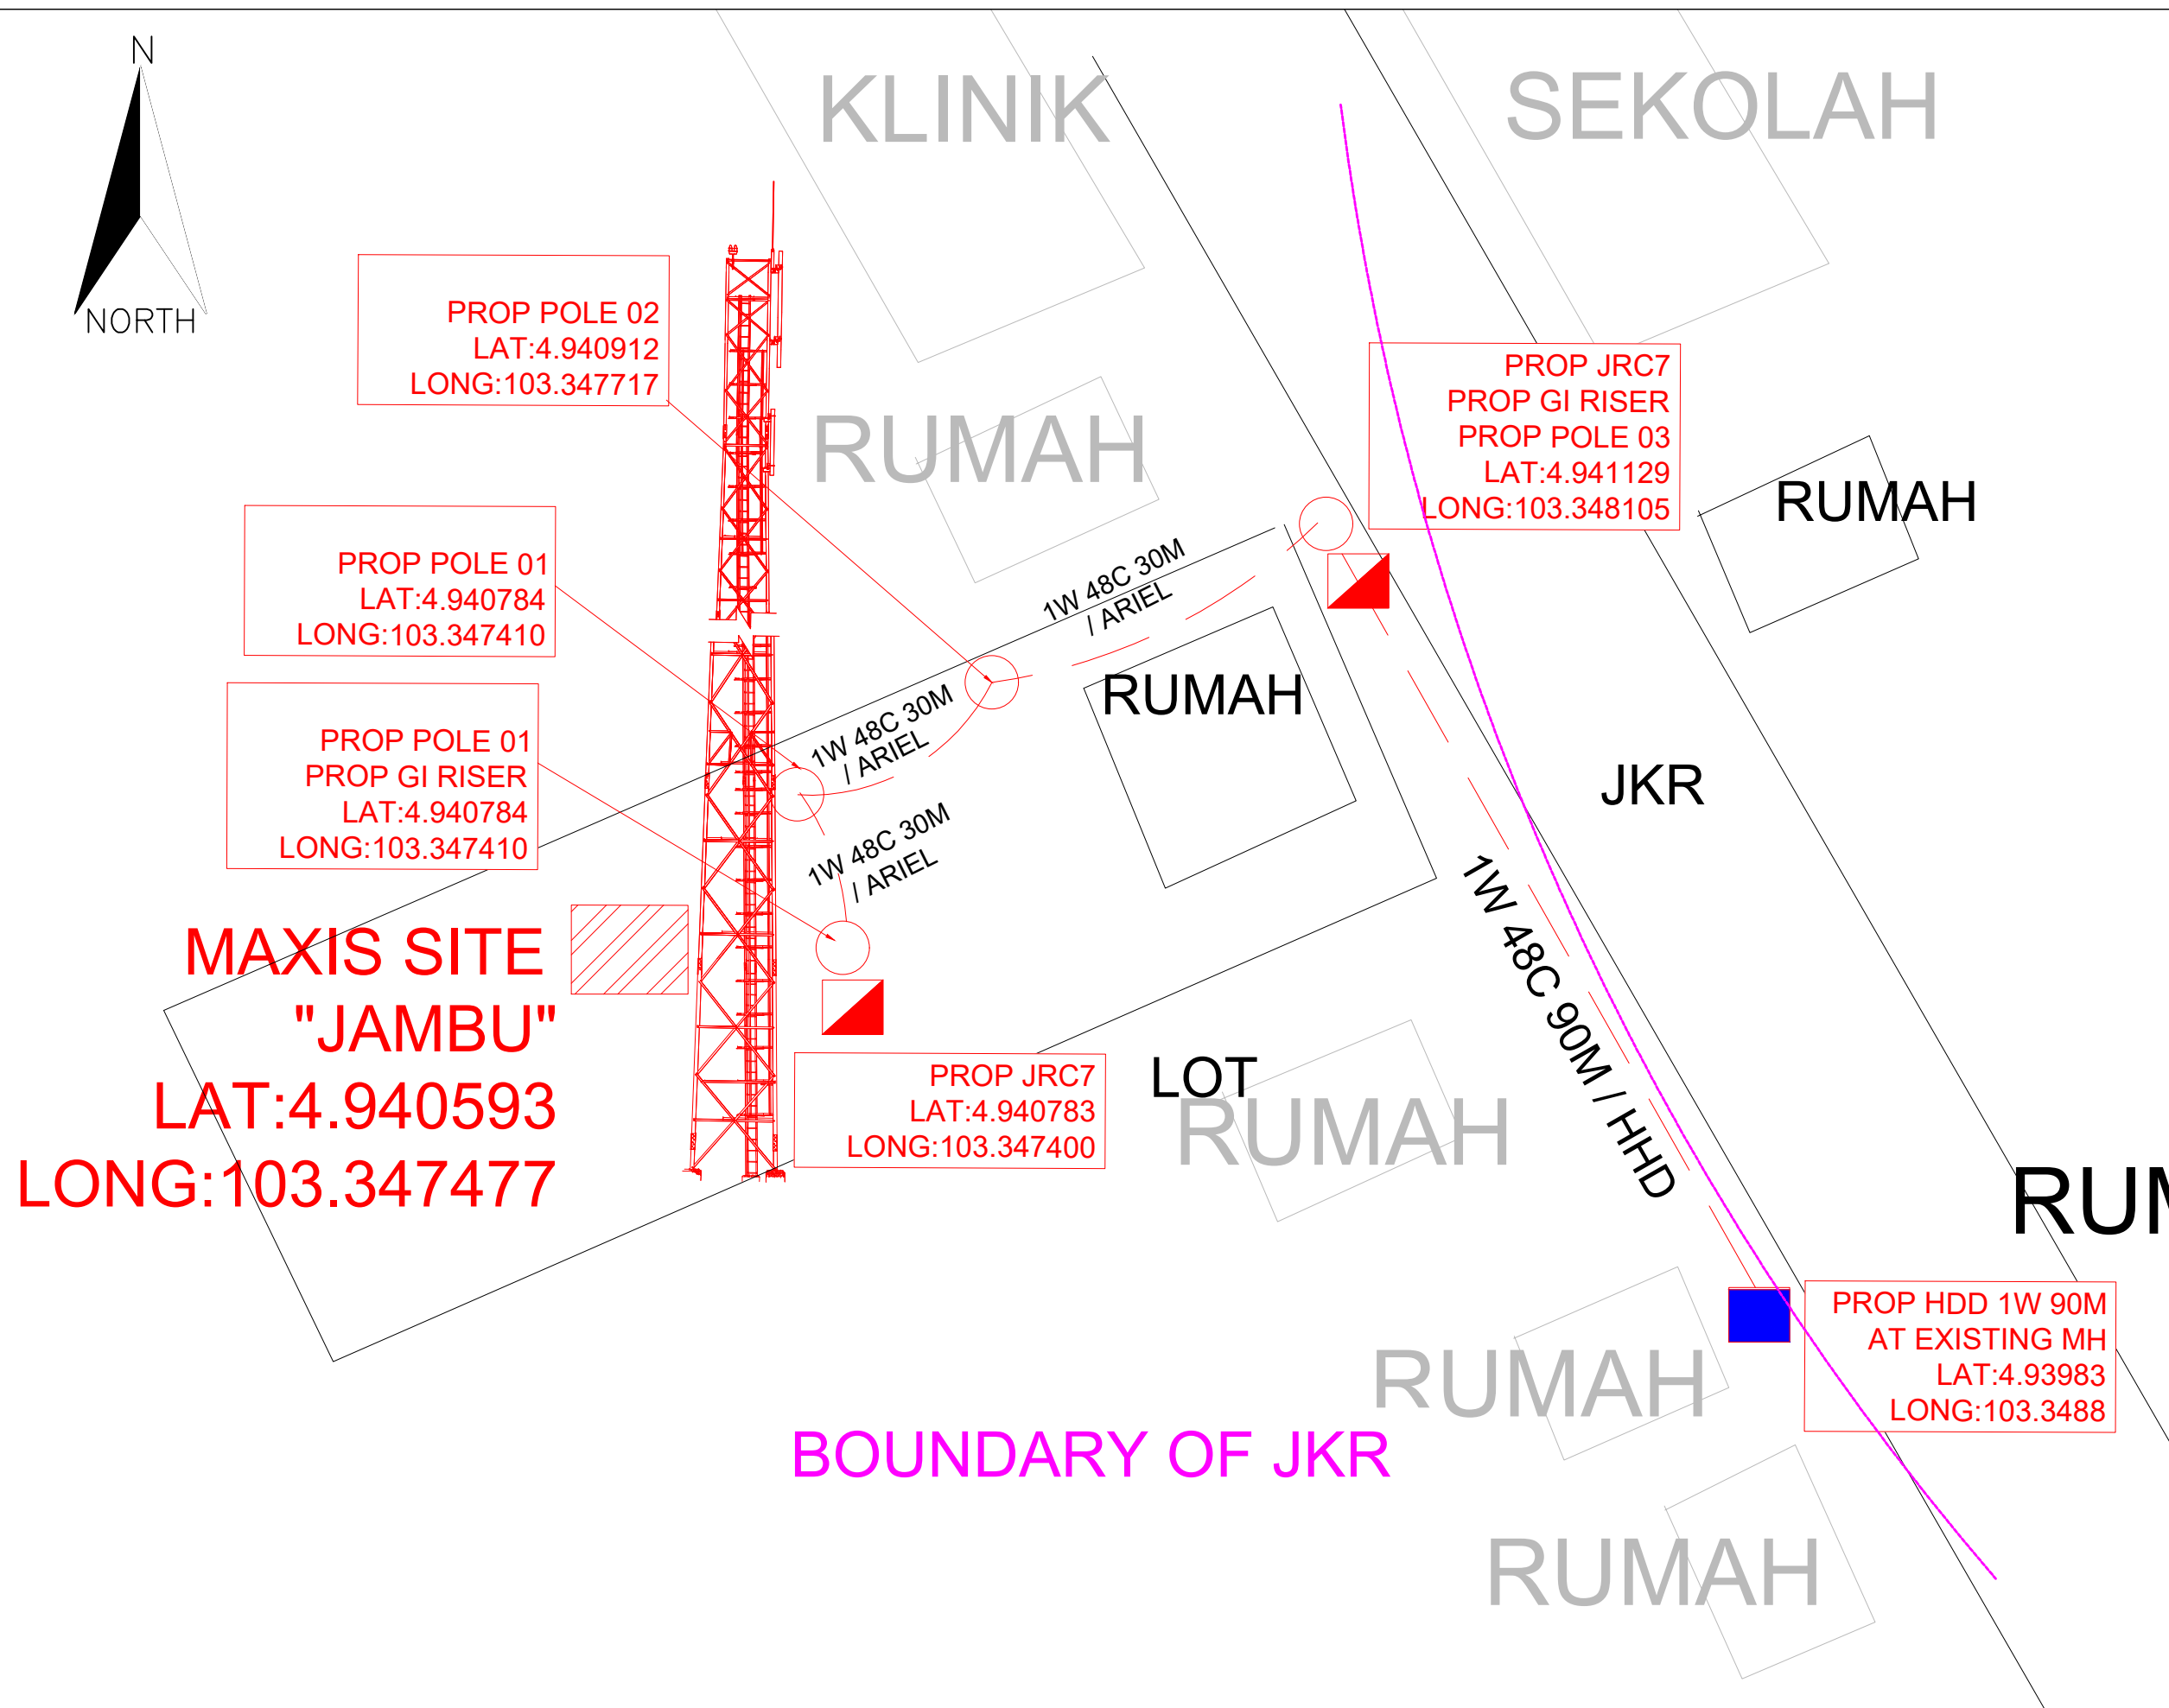 N
NORTH
KLINIK
SEKOLAH
PROP POLE 02
LAT:4.940912
LONG:103.347717
RUMAH
PROP JRC7
PROP GI RISER
PROP POLE 03
LAT:4.941129
LONG:103.348105
RUMAH
PROP POLE 01
LAT:4.940784
LONG:103.347410
1W 48C 30M
/ ARIEL
RUMAH
PROP POLE 01
PROP GI RISER
LAT:4.940784
LONG:103.347410
1W 48C 30M
/ ARIEL
JKR
1W 48C 30M
/ ARIEL
MAXIS SITE
"JAMBU"
LAT:4.940593
LONG:103.347477
PROP JRC7
LAT:4.940783
LONG:103.347400
LOT
RUMAH
1W 48C 90M / HHD
PROP HDD 1W 90M
AT EXISTING MH
LAT:4.93983
LONG:103.3488
RUMAH
BOUNDARY OF JKR
RUMAH